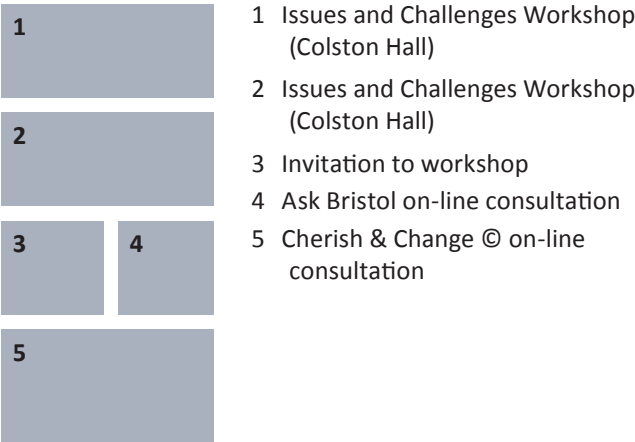 1
2
3 4
5
1 Issues and Challenges Workshop
(Colston Hall)
2 Issues and Challenges Workshop
(Colston Hall)
3 Invitation to workshop
4 Ask Bristol on-line consultation
5 Cherish & Change © on-line
consultation